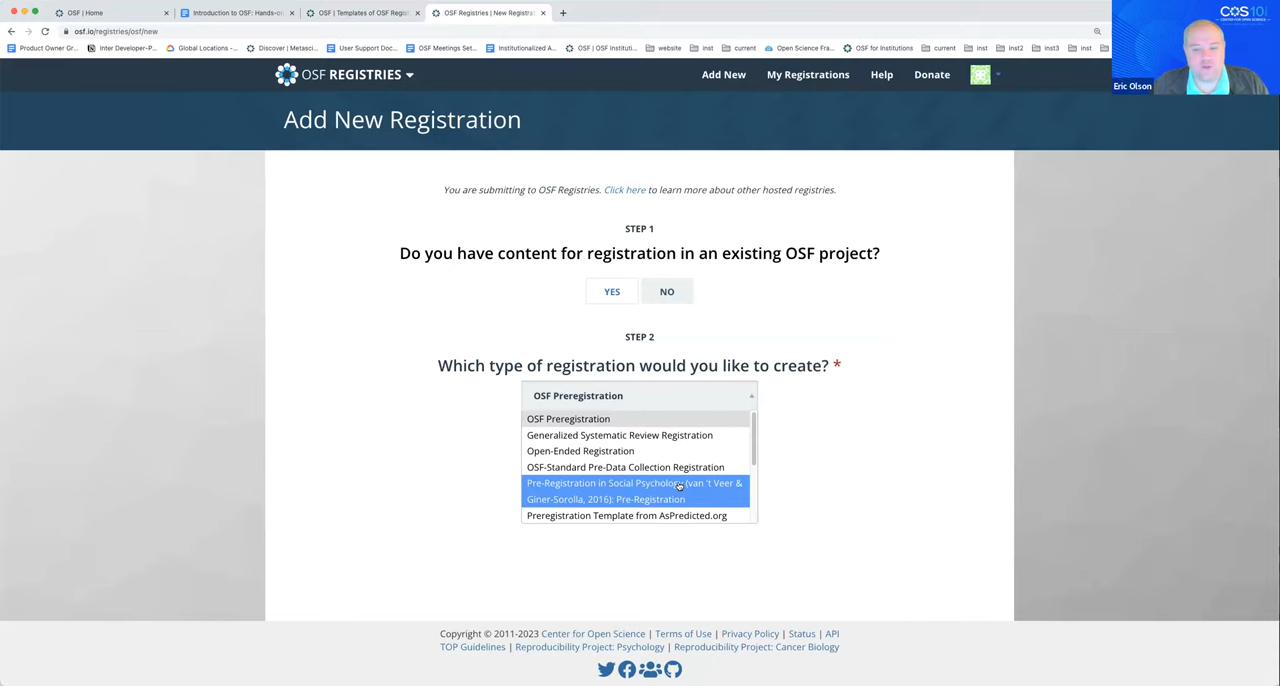 OSF | Home
Introduction to OSF: Hands-o
OSF | Templates of OSF Regist
OSF Registries | New Registra
osf.io/registries/osf/new
Product Owner Gr...
Inter Developer-P...
Global Locations -...
Discover | Metasci...
User Support Doc...
OSF Meetings Set...
Institutionalized A...
OSF | OSF Instituti...
website
inst
current
Open Science Fra...
OSF for Institutions
current
inst
inst2
inst3
inst
COS10
CENTER FOR OPEN SCIENCE
Eric Olson
OSF REGISTRIES
Add New
My Registrations
Help
Donate
Add New Registration
You are submitting to OSF Registries. Click here to learn more about other hosted registries.
STEP 1
Do you have content for registration in an existing OSF project?
YES
NO
STEP 2
Which type of registration would you like to create? *
OSF Preregistration
OSF Preregistration
Generalized Systematic Review Registration
Open-Ended Registration
OSF-Standard Pre-Data Collection Registration
Pre-Registration in Social Psychology (van 't Veer &
Giner-Sorolla, 2016): Pre-Registration
Preregistration Template from AsPredicted.org
Copyright © 2011-2023 Center for Open Science | Terms of Use | Privacy Policy | Status | API
TOP Guidelines | Reproducibility Project: Psychology | Reproducibility Project: Cancer Biology